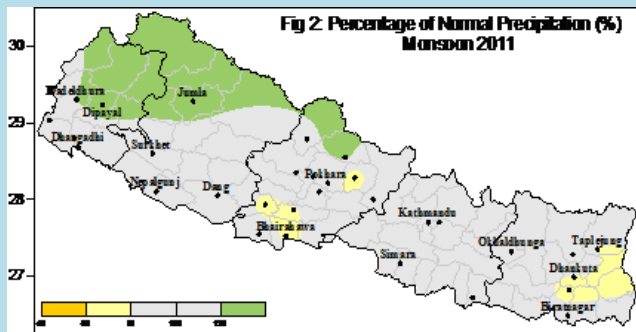 Fig 2: Percentage of Normal Precipitation (%)
Monsoon 2011
30
Dadeldhura
Jumla
Dipayal
29
Dhangadhi
Surkhet
Pokhara
Nepalgunj
Dang
28
Kathmandu
Bhairahawa
Okhaldhunga
Taplejung
Simara
Dhankuta
27
Biratnagar